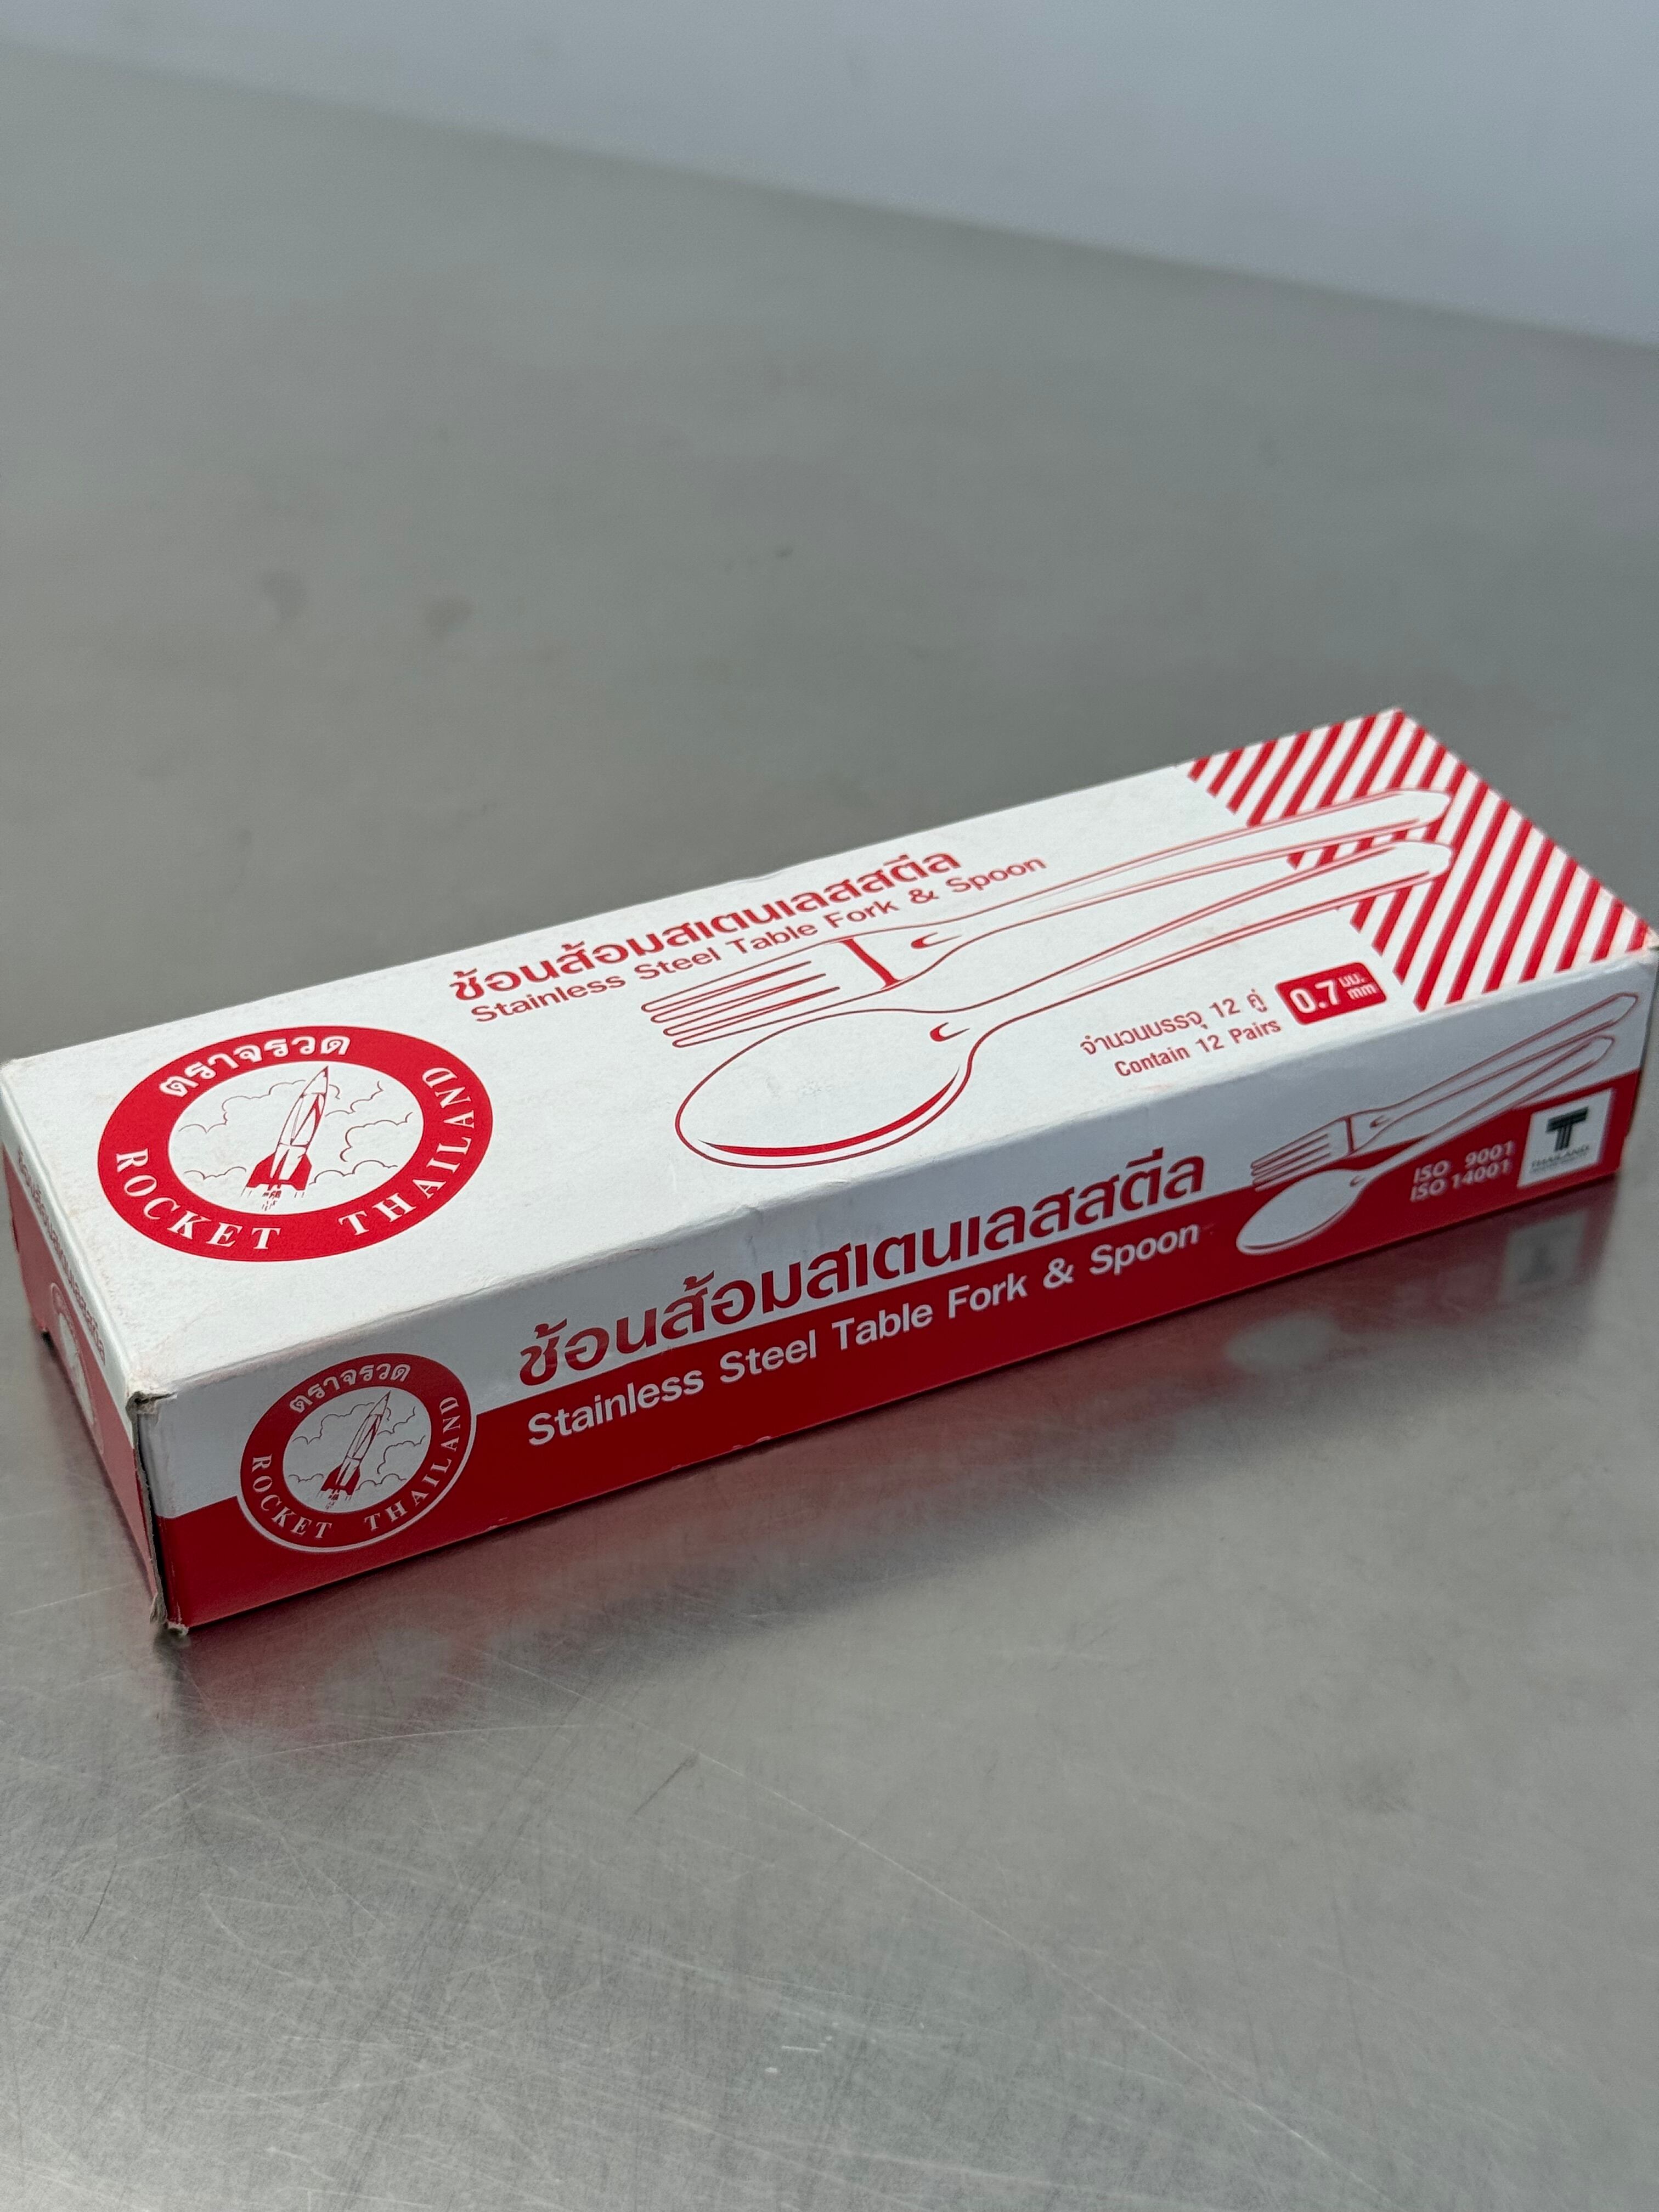 ช้อนส้อมสเตนเลสสตีล
Stainless Steel Table Fork & Spoon
ตราจรวด
ROCKET THAILAND
จำนวนบรรจุ 12 คู่
Contain 12 Pairs
0.7 มม.
mm
ช้อนส้อมสเตนเลสสตีล
Stainless Steel Table Fork & Spoon
ตราจรวด
ROCKET THAILAND
ISO 9001
ISO 14001
T
THAILAND